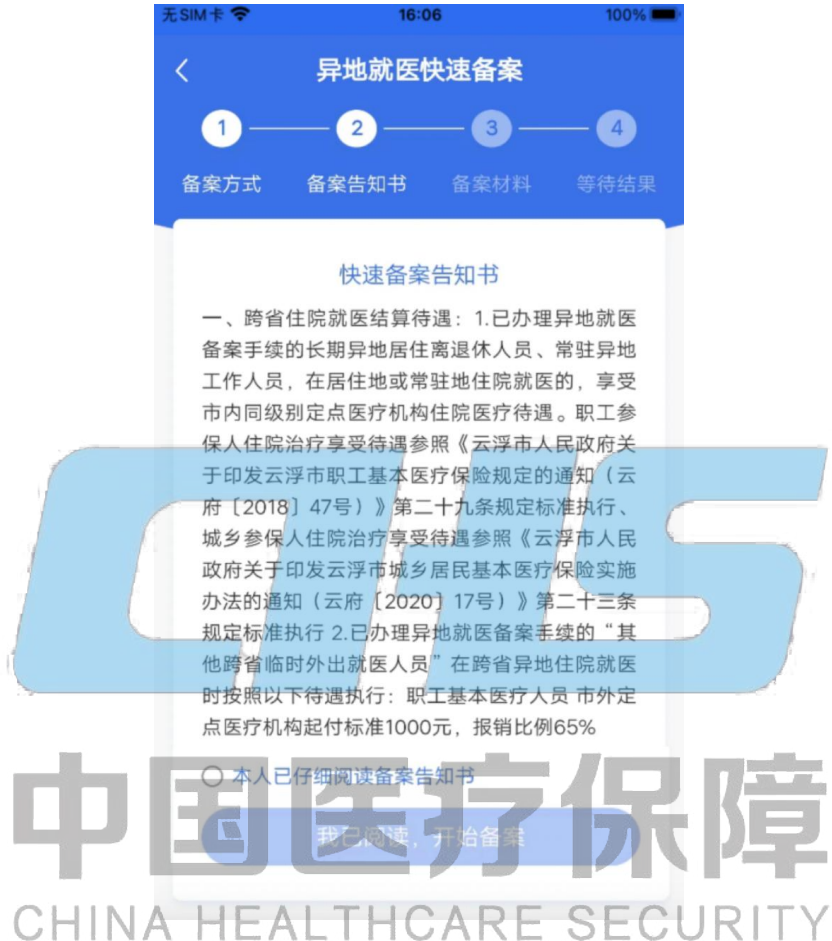 无SIM卡
16:06
100%
异地就医快速备案
1
2
3
4
备案方式
备案告知书
备案材料
等待结果
快速备案告知书
一、跨省住院就医结算待遇：1.已办理异地就医
备案手续的长期异地居住离退休人员、常驻异地
工作人员，在居住地或常驻地住院就医的，享受
市内同级别定点医疗机构住院医疗待遇。职工参
保人住院治疗享受待遇参照《云浮市人民政府关
于印发云浮市职工基本医疗保险规定的通知（云
府〔2018〕47号）》第二十九条规定标准执行、
城乡参保人住院治疗享受待遇参照《云浮市人民
政府关于印发云浮市城乡居民基本医疗保险实施
办法的通知（云府〔2020〕17号）》第二十三条
规定标准执行 2.已办理异地就医备案手续的“其
他跨省临时外出就医人员”在跨省异地住院就医
时按照以下待遇执行：职工基本医疗人员 市外定
点医疗机构起付标准1000元，报销比例65%
本人已仔细阅读备案告知书
我已阅读，开始备案
CHS
中国医疗保障
CHINA HEALTHCARE SECURITY